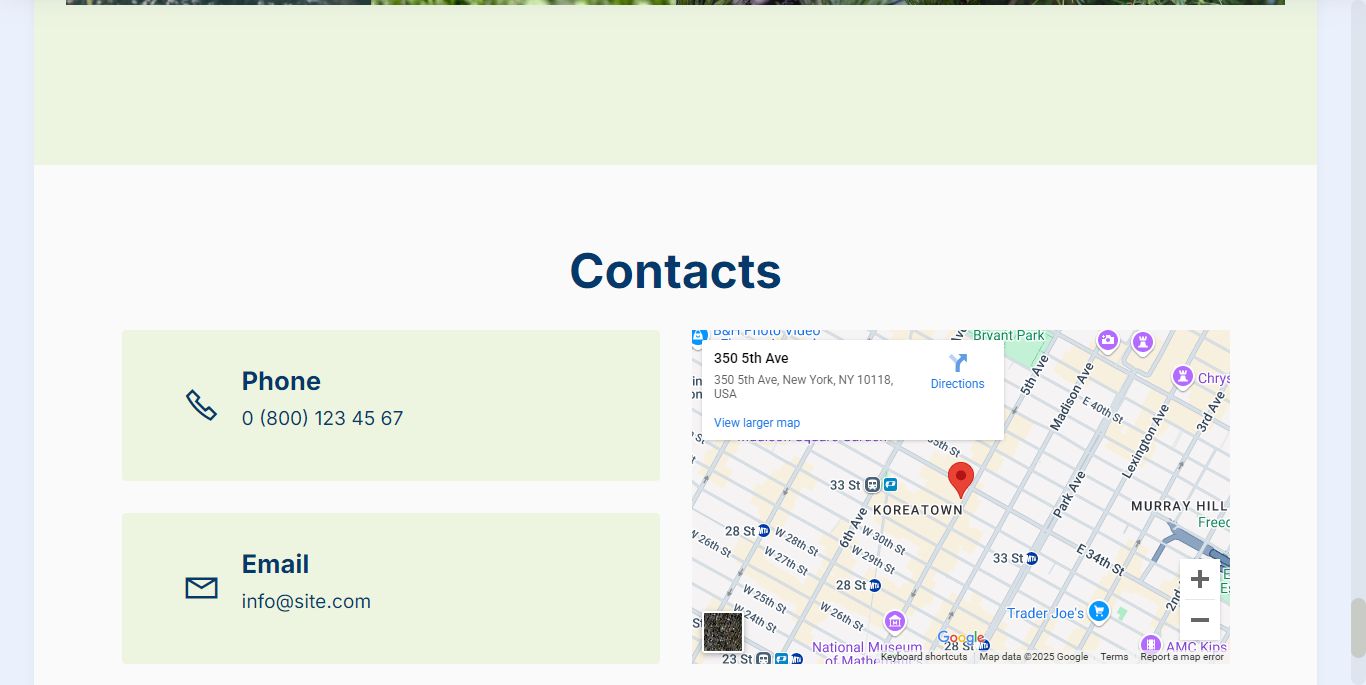 Contacts
Phone
0 (800) 123 45 67
Email
info@site.com
B&H Photo Video
Bryant Park
350 5th Ave
350 5th Ave, New York, NY 10118,
USA
Directions
View larger map
5th Ave
Madison Ave
E 40th St
Lexington Ave
3rd Ave
Chrys
35th St
33 St
KOREATOWN
Park Ave
MURRAY HILL
Freed
6th Ave
28 St
W 26th St
W 28th St
W 30th St
W 27th St
W 29th St
33 St
E 34th St
28 St
W 25th St
W 24th St
W 26th St
2nd
Trader Joe's
National Museum
of Mathe
Google
28 St
AMC Kips
23 St
Keyboard shortcuts
Map data ©2025 Google
Terms
Report a map error